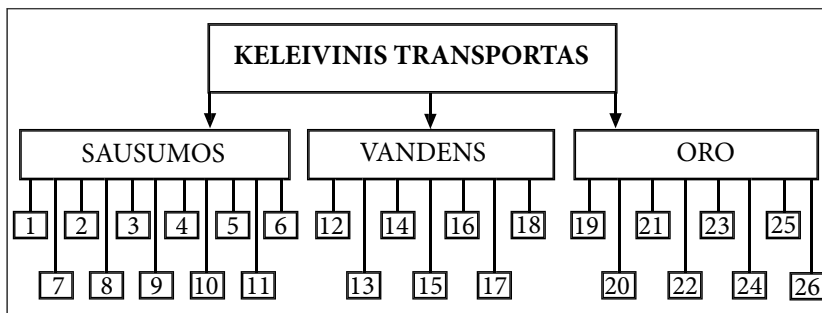 KELEIVINIS TRANSPORTAS
SAUSUMOS VANDENS ORO
1 2 3 4 5 6 12 14 16 18 19 21 23 25
7 8 9 10 11 13 15 17 20 22 24 26